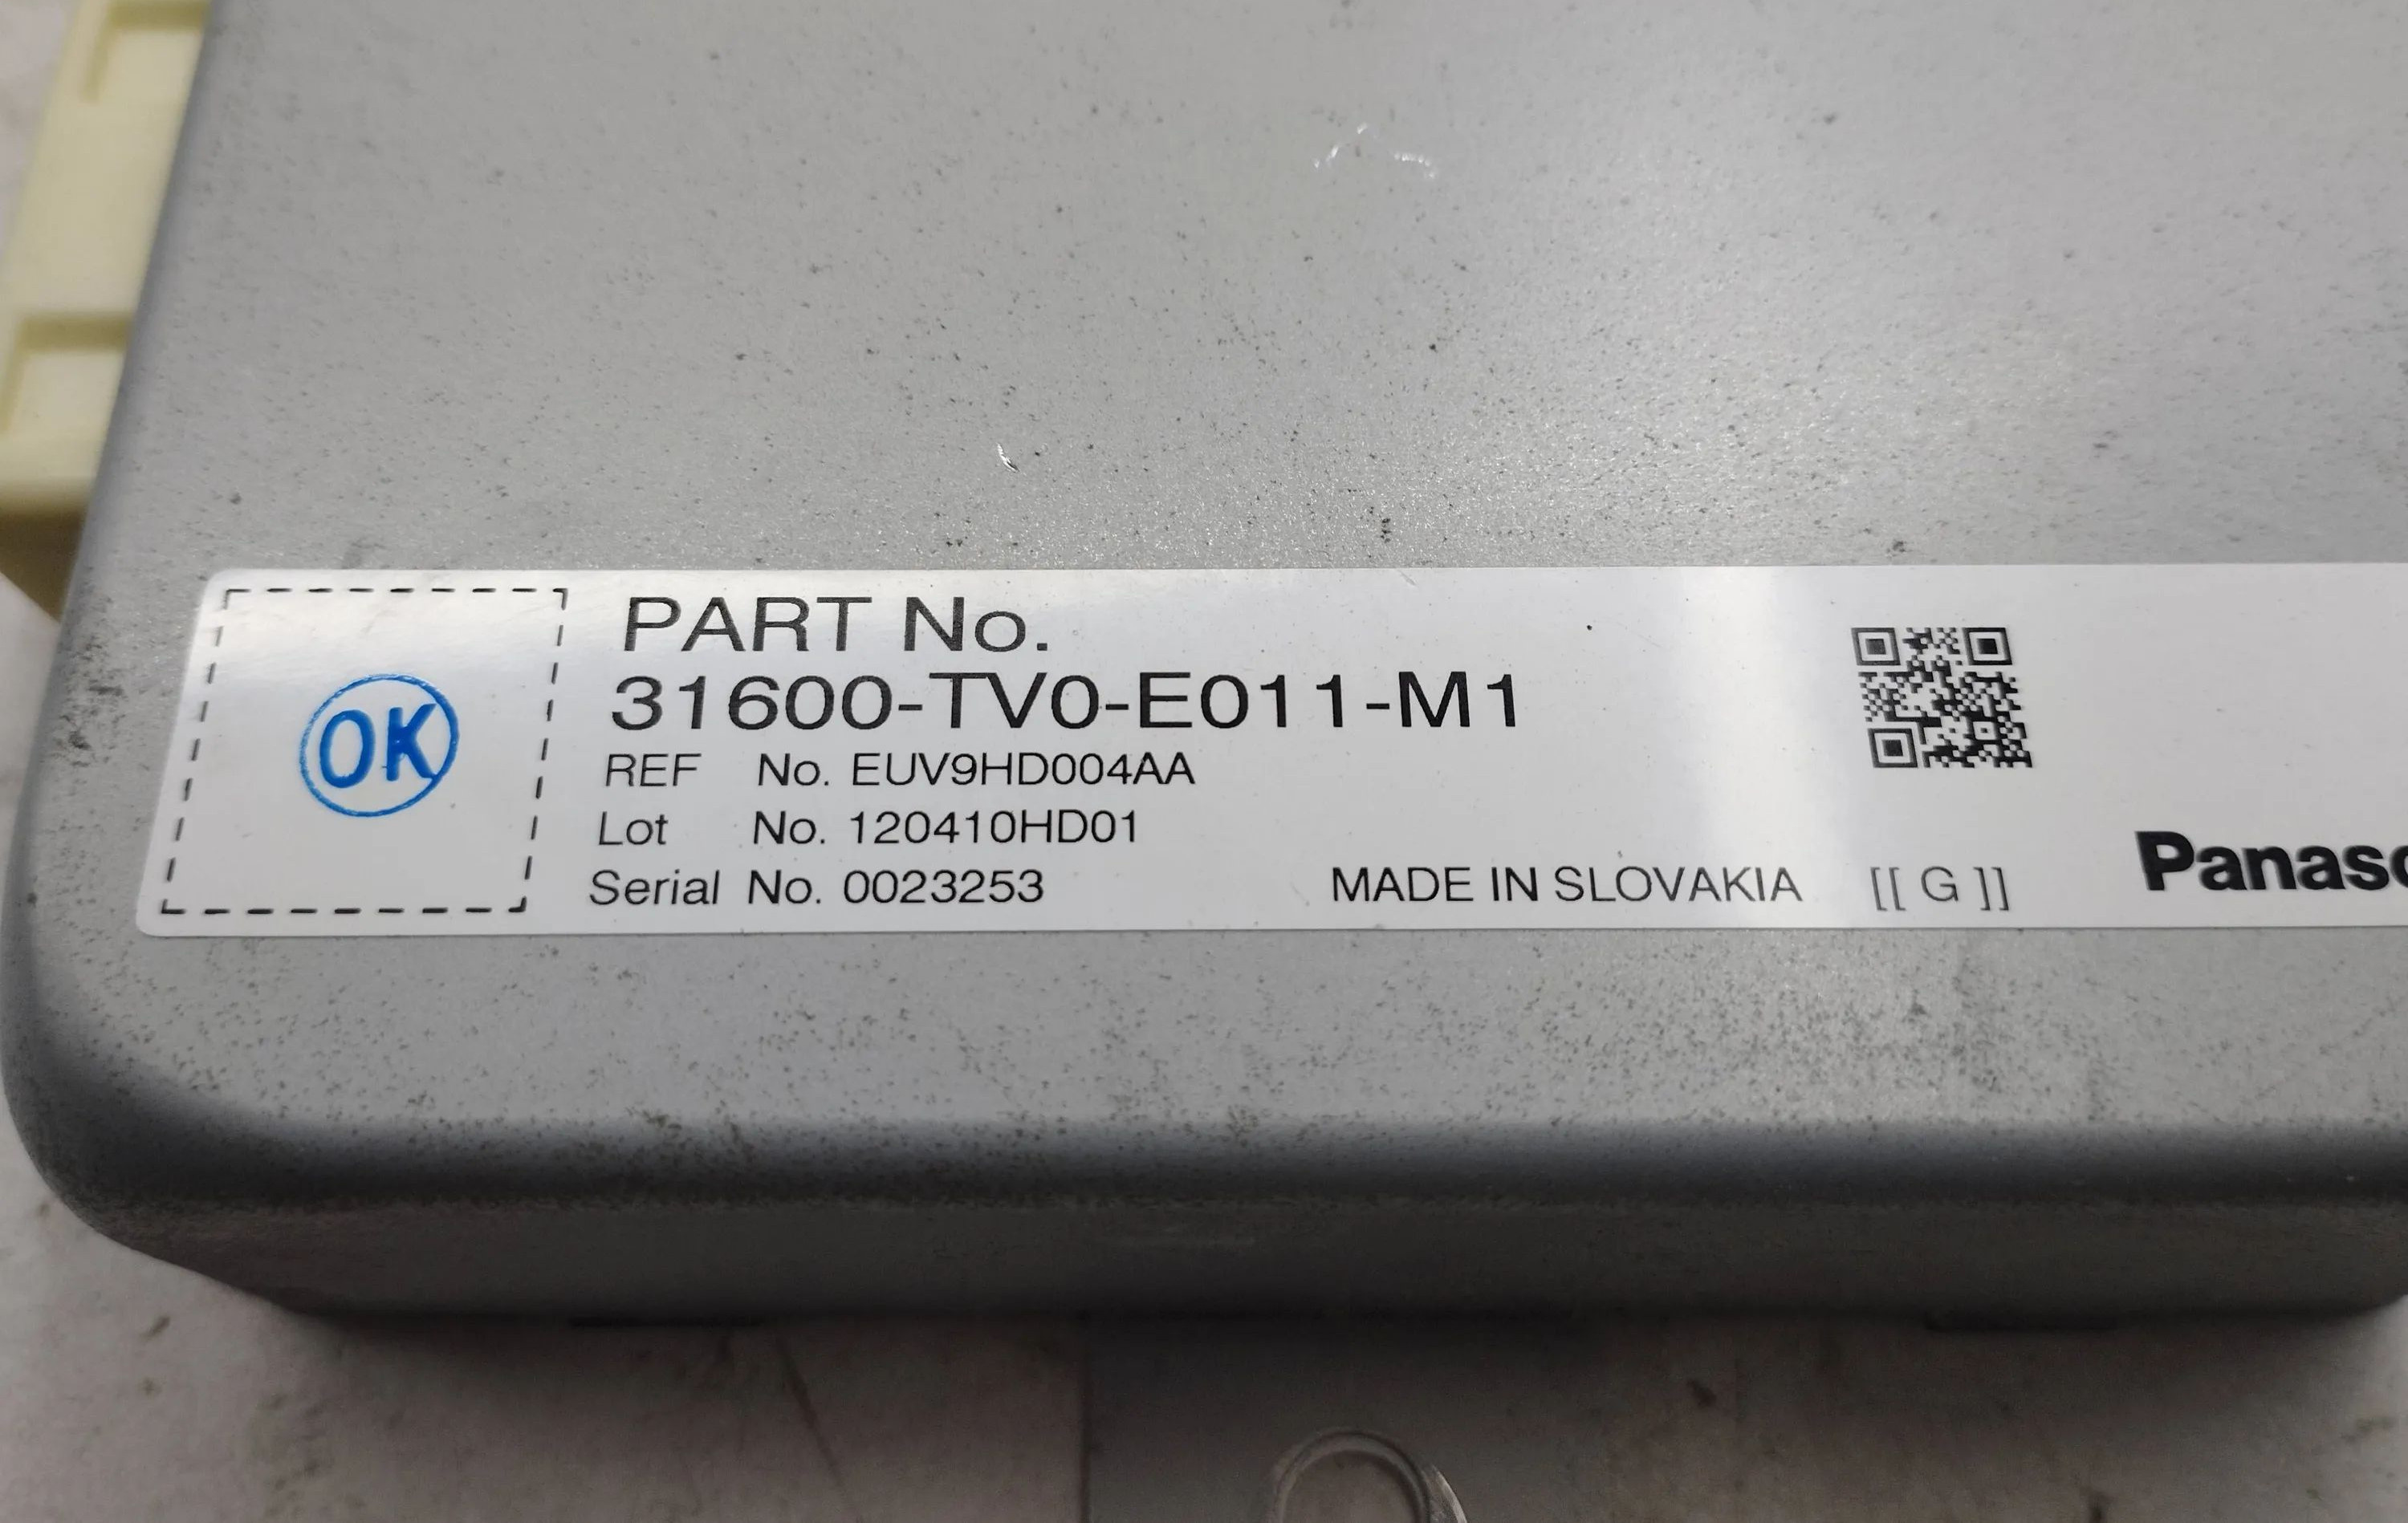 OK
PART No.
31600-TV0-E011-M1
REF No. EUV9HD004AA
Lot No. 120410HD01
Serial No. 0023253
MADE IN SLOVAKIA [[ G ]]
Panaso